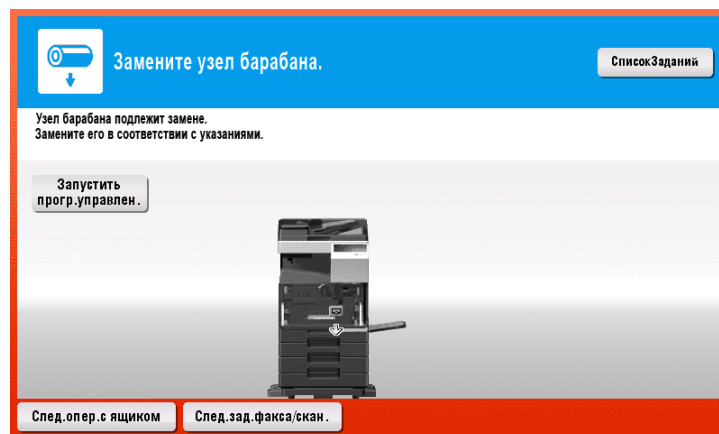 Замените узел барабана.
СписокЗаданий
Узел барабана подлежит замене.
Замените его в соответствии с указаниями.
Запустить
прогр.управлен.
След.опер.с ящиком
След.зад.факса/скан.